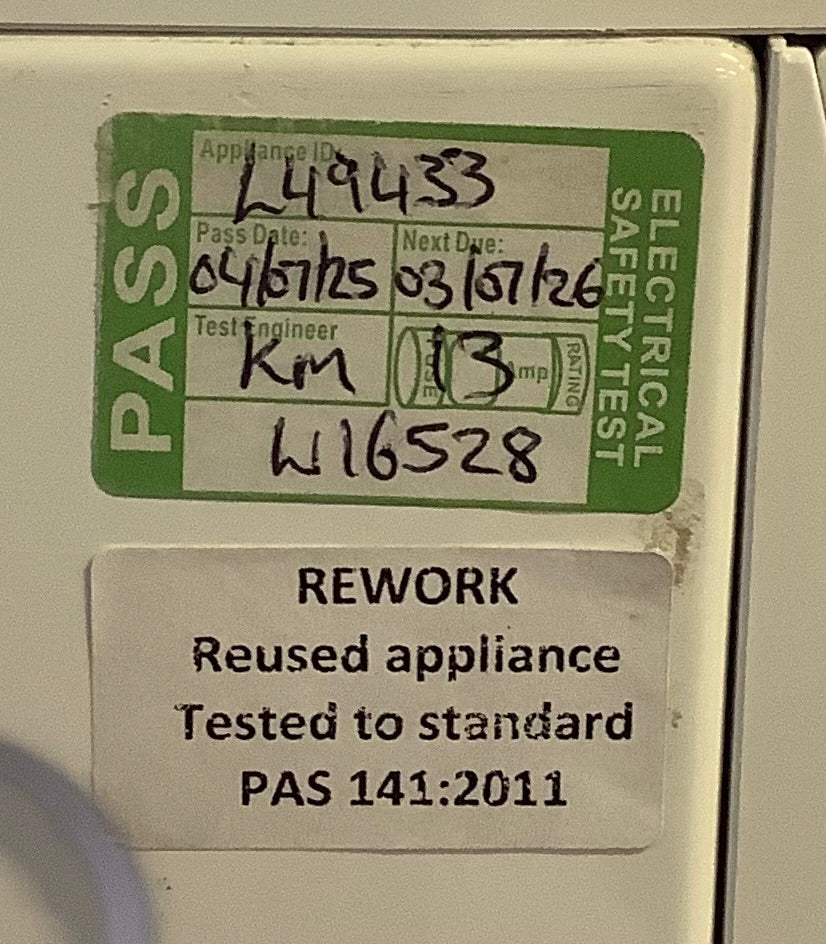 PASS
Appliance ID:
L49433
Pass Date: Next Due:
04/07/25 03/07/26
Test Engineer
KM FUSE 13 Amp RATING
W16528
ELECTRICAL
SAFETY TEST
REWORK
Reused appliance
Tested to standard
PAS 141:2011